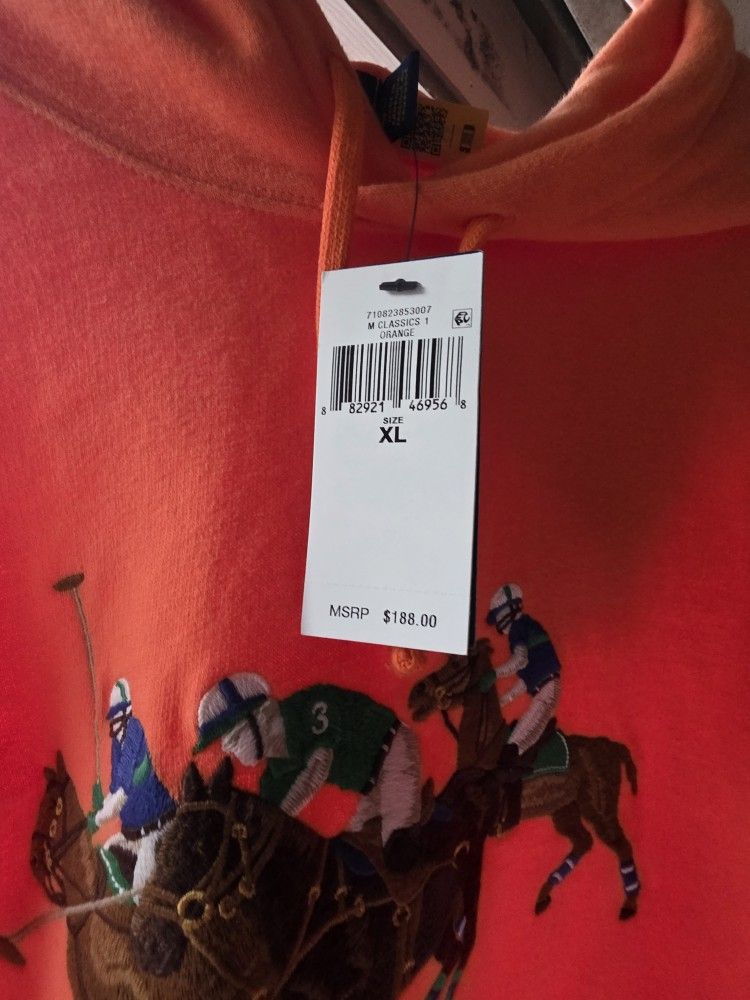 710823853007
M CLASSICS 1
ORANGE
8 82921 46956 8
SIZE
XL
MSRP $188.00
3